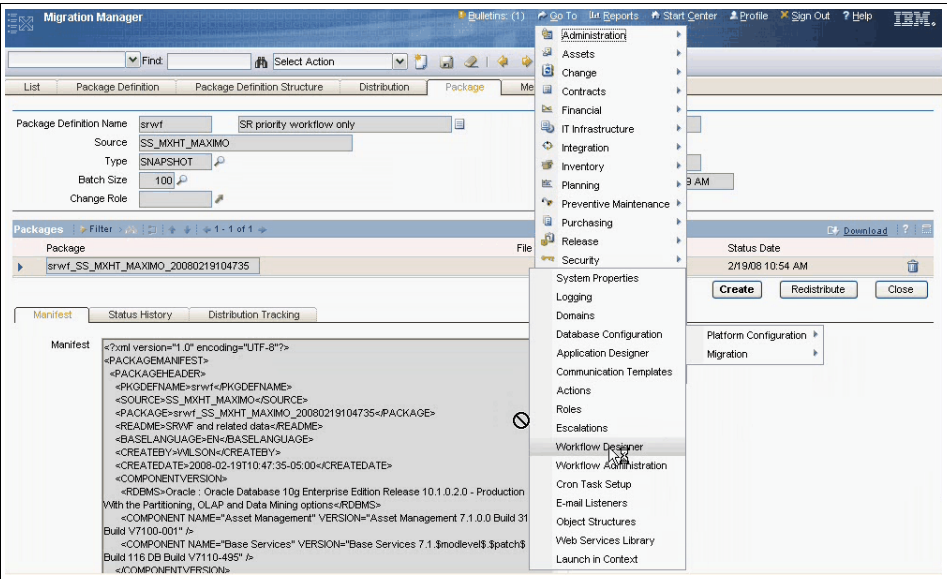 Migration Manager
Bulletins: (1) Go To Reports Start Center Profile Sign Out ? Help IBM.
Find: Select Action
List Package Definition Package Definition Structure Distribution Package Me
Administration
Assets
Change
Contracts
Financial
IT Infrastructure
Integration
Inventory
Planning
Preventive Maintenance
Purchasing
Release
Security
Package Definition Name srwf SR priority workflow only
Source SS_MXHT_MAXIMO
Type SNAPSHOT
Batch Size 100
9 AM
Change Role
Packages Filter 1 - 1 of 1 Download ?
Package File Status Date
srwf_SS_MXHT_MAXIMO_20080219104735 2/19/08 10:54 AM
Create Redistribute Close
System Properties
Logging
Domains
Database Configuration
Application Designer
Communication Templates
Actions
Roles
Escalations
Workflow Designer
Workflow Administration
Cron Task Setup
E-mail Listeners
Object Structures
Web Services Library
Launch in Context
Platform Configuration
Migration
Manifest Status History Distribution Tracking
Manifest
<?xml version="1.0" encoding="UTF-8"?>
<PACKAGEMANIFEST>
<PACKAGEHEADER>
<PKGDEFNAME>srwf</PKGDEFNAME>
<SOURCE>SS_MXHT_MAXIMO</SOURCE>
<PACKAGE>srwf_SS_MXHT_MAXIMO_20080219104735</PACKAGE>
<README>SRWF and related data</README>
<BASELANGUAGE>EN</BASELANGUAGE>
<CREATEBY>WILSON</CREATEBY>
<CREATEDATE>2008-02-19T10:47:35-05:00</CREATEDATE>
<COMPONENTVERSION>
<RDBMS>Oracle : Oracle Database 10g Enterprise Edition Release 10.1.0.2.0 - Production
With the Partitioning, OLAP and Data Mining options</RDBMS>
<COMPONENT NAME="Asset Management" VERSION="Asset Management 7.1.0.0 Build 31
Build V7100-001" />
<COMPONENT NAME="Base Services" VERSION="Base Services 7.1.$modlevel$.$patch$
Build 116 DB Build V7110-495" />
</COMPONENTVERSION>